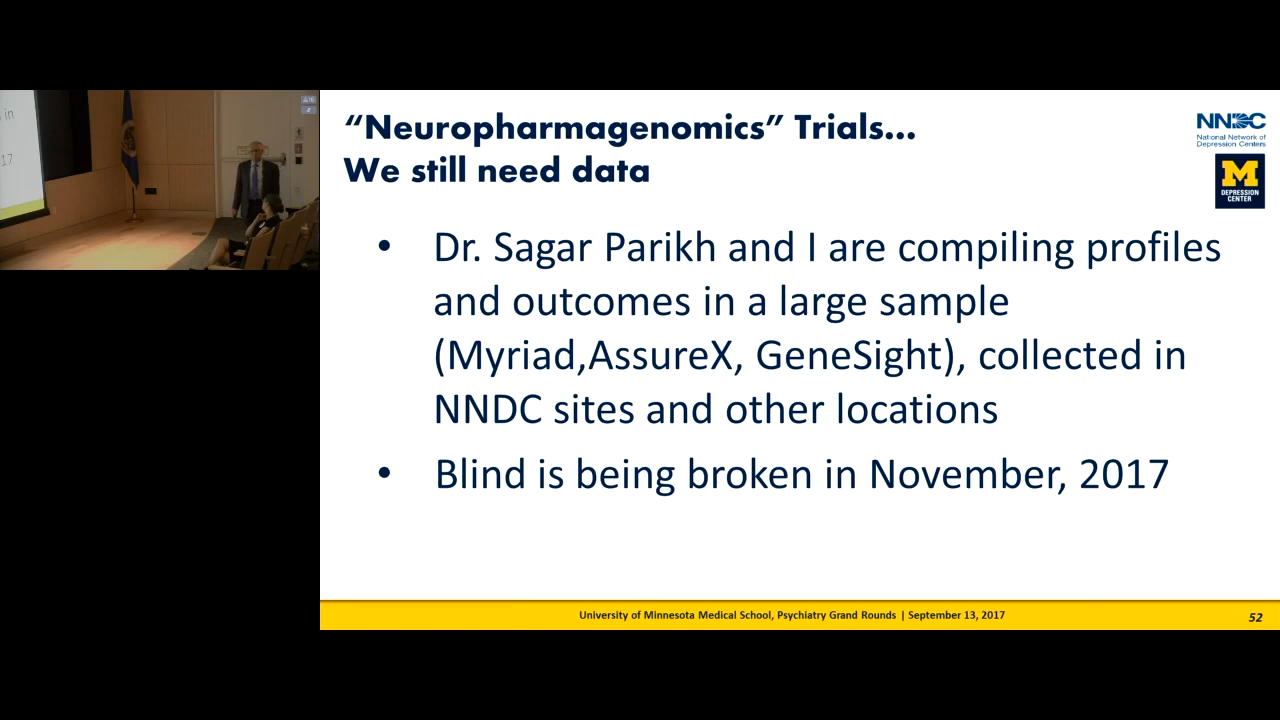 in
17
“Neuropharmagenomics” Trials...
We still need data
NNDC
National Network of
Depression Centers
M
DEPRESSION
CENTER
• Dr. Sagar Parikh and I are compiling profiles
and outcomes in a large sample
(Myriad,AssureX, GeneSight), collected in
NNDC sites and other locations
• Blind is being broken in November, 2017
University of Minnesota Medical School, Psychiatry Grand Rounds | September 13, 2017
52